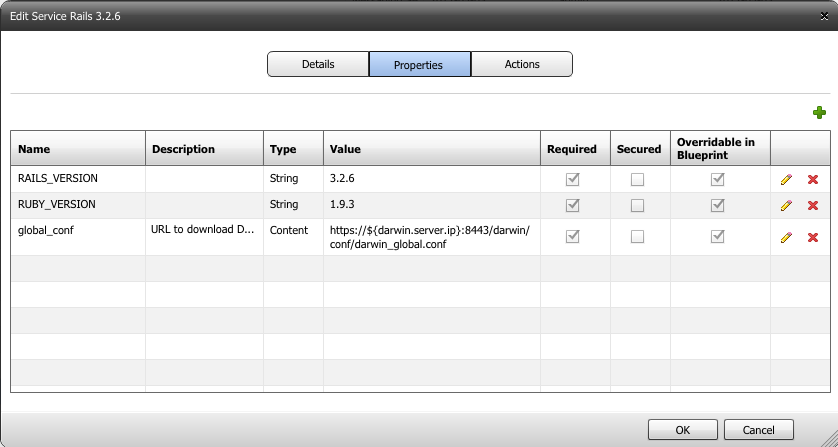 Edit Service Rails 3.2.6
Details Properties Actions
Name Description Type Value Required Secured Overridable in
Blueprint
RAILS_VERSION String 3.2.6
RUBY_VERSION String 1.9.3
global_conf URL to download D... Content https://${darwin.server.ip}:8443/darwin/
conf/darwin_global.conf
OK Cancel